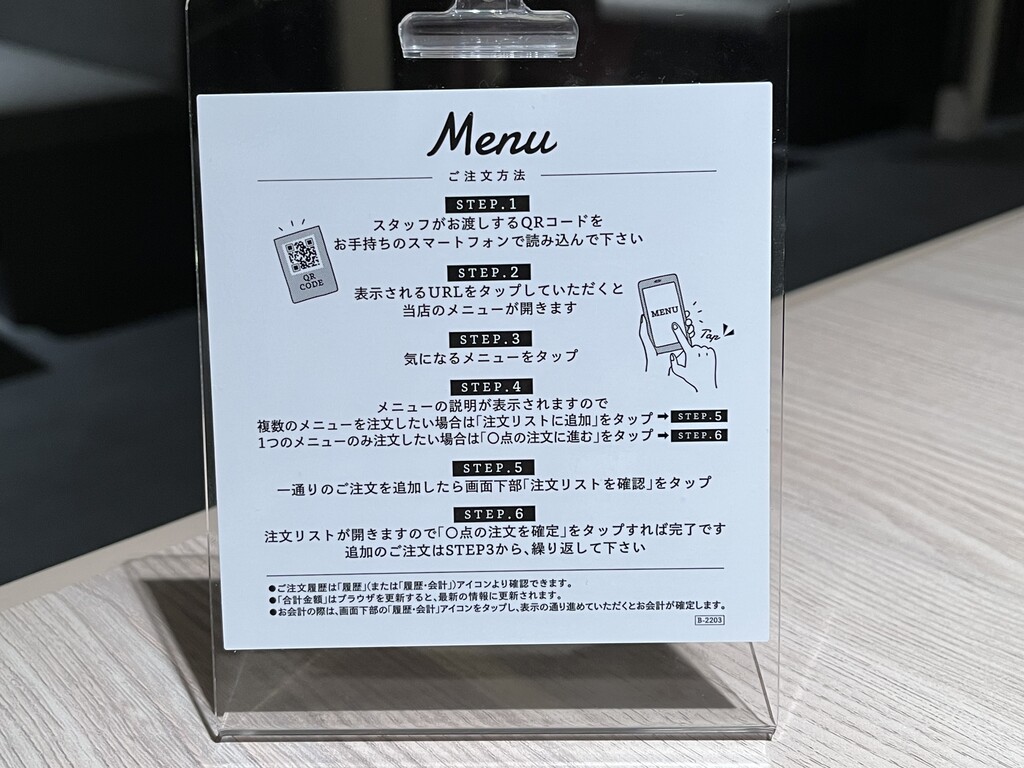 Menu
ご注文方法
STEP.1
スタッフがお渡しするQRコードを
お手持ちのスマートフォンで読み込んで下さい
QR
CODE
STEP.2
表示されるURLをタップしていただくと
当店のメニューが開きます
MENU
Tap
STEP.3
気になるメニューをタップ
STEP.4
メニューの説明が表示されますので
複数のメニューを注文したい場合は「注文リストに追加」をタップ ➡ STEP.5
1つのメニューのみ注文したい場合は「〇点の注文に進む」をタップ ➡ STEP.6
STEP.5
一通りのご注文を追加したら画面下部「注文リストを確認」をタップ
STEP.6
注文リストが開きますので「〇点の注文を確定」をタップすれば完了です
追加のご注文はSTEP3から、繰り返して下さい
●ご注文履歴は「履歴」(または「履歴・会計」)アイコンより確認できます。
●「合計金額」はブラウザを更新すると、最新の情報に更新されます。
●お会計の際は、画面下部の「履歴・会計」アイコンをタップし、表示の通り進めていただくとお会計が確定します。
B-2203